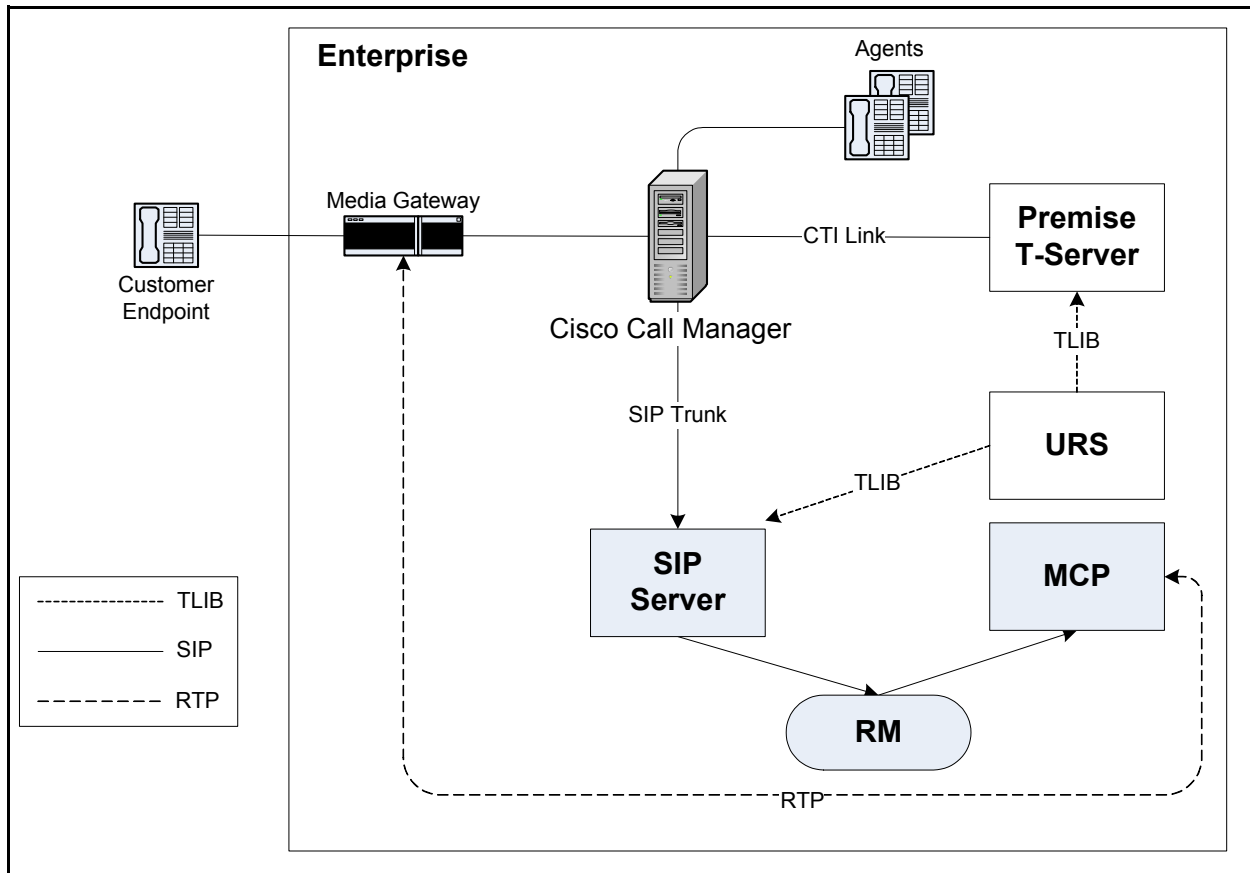 Enterprise
Agents
Media Gateway
Customer
Endpoint
Premise
T-Server
CTI Link
Cisco Call Manager
TLIB
SIP Trunk
URS
TLIB
SIP
Server
MCP
RM
RTP
TLIB
SIP
RTP